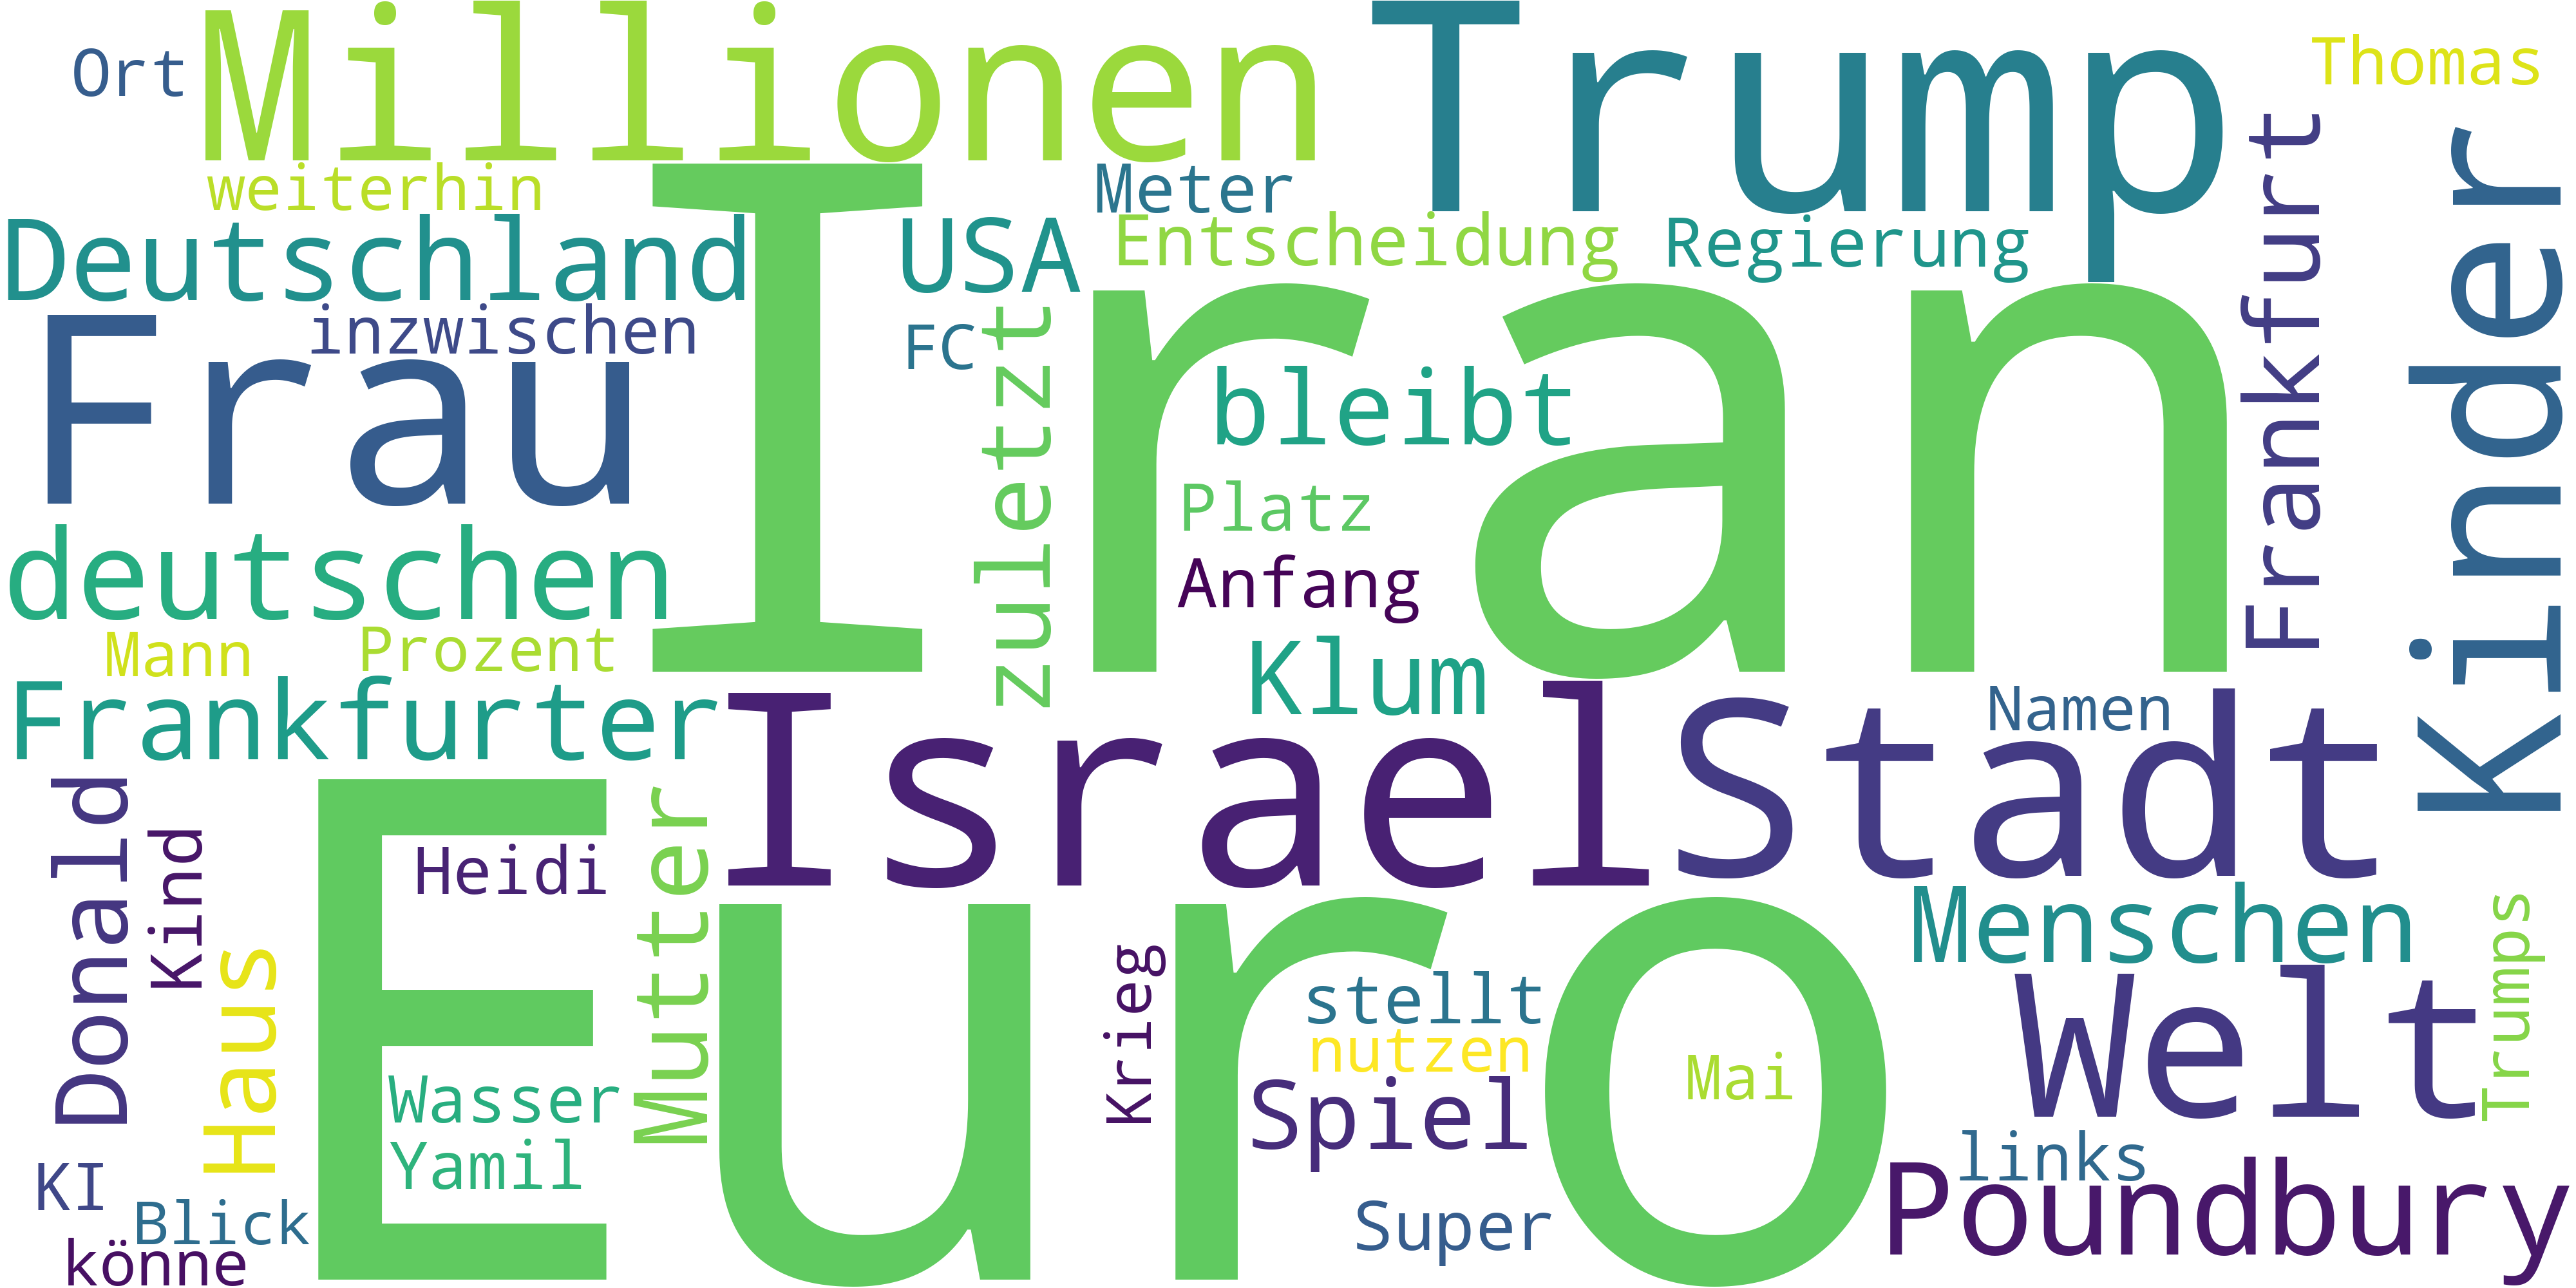 Millionen
Trump
Ort
Thomas
weiterhin
Meter
Deutschland
USA
Entscheidung
Regierung
Frankfurt
Kinder
Iran
inzwischen
Frau
FC
zuletzt
bleibt
Platz
deutschen
Anfang
Mann
Prozent
Klum
Frankfurter
Israel
Stadt
Namen
Donald
Kind
Heidi
Mutter
Euro
Menschen
Haus
Krieg
stellt
Welt
Trumps
nutzen
Wasser
Mai
Spiel
Yamil
links
KI
Poundbury
Blick
Super
könne